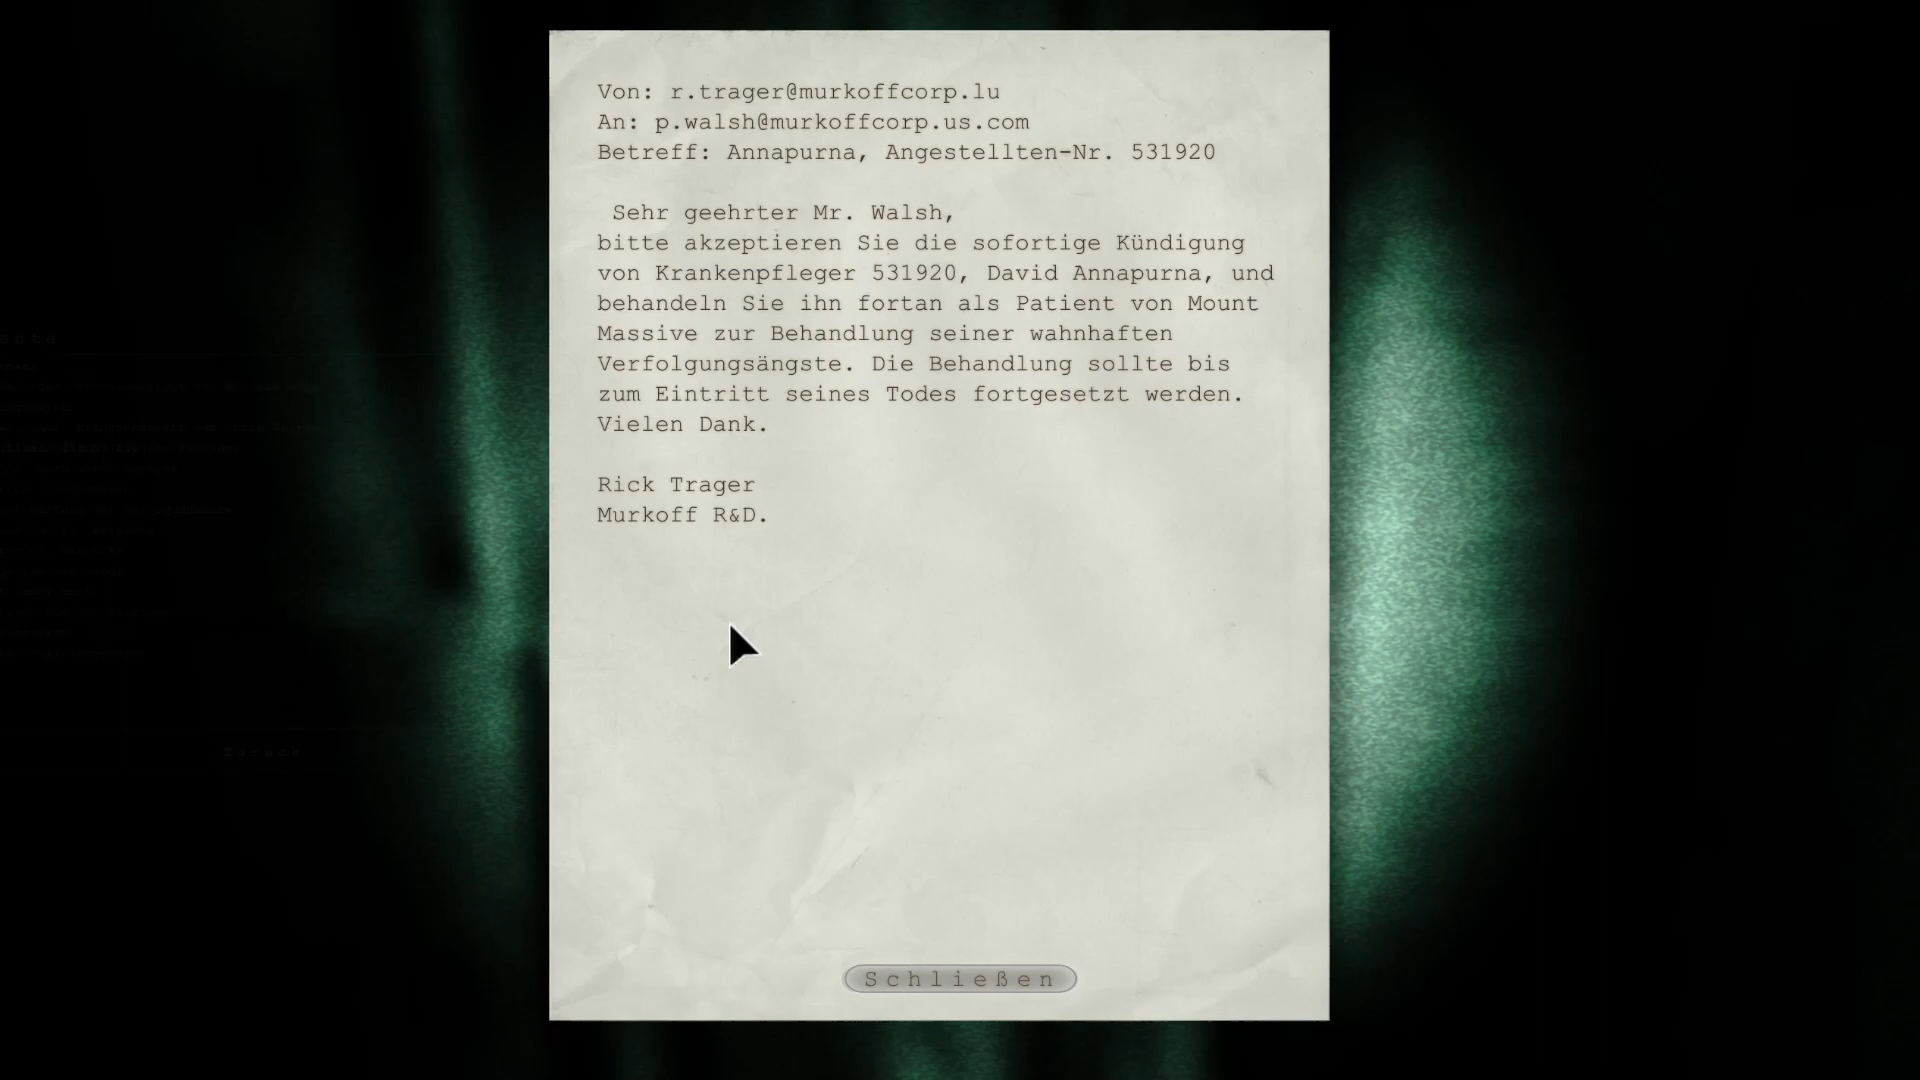 Von: r.trager@murkoffcorp.lu
An: p.walsh@murkoffcorp.us.com
Betreff: Annapurna, Angestellten-Nr. 531920
Sehr geehrter Mr. Walsh,
bitte akzeptieren Sie die sofortige Kündigung
von Krankenpfleger 531920, David Annapurna, und
behandeln Sie ihn fortan als Patient von Mount
Massive zur Behandlung seiner wahnhaften
Verfolgungsängste. Die Behandlung sollte bis
zum Eintritt seines Todes fortgesetzt werden.
Vielen Dank.
Rick Trager
Murkoff R&D.
Zurück
Schließen